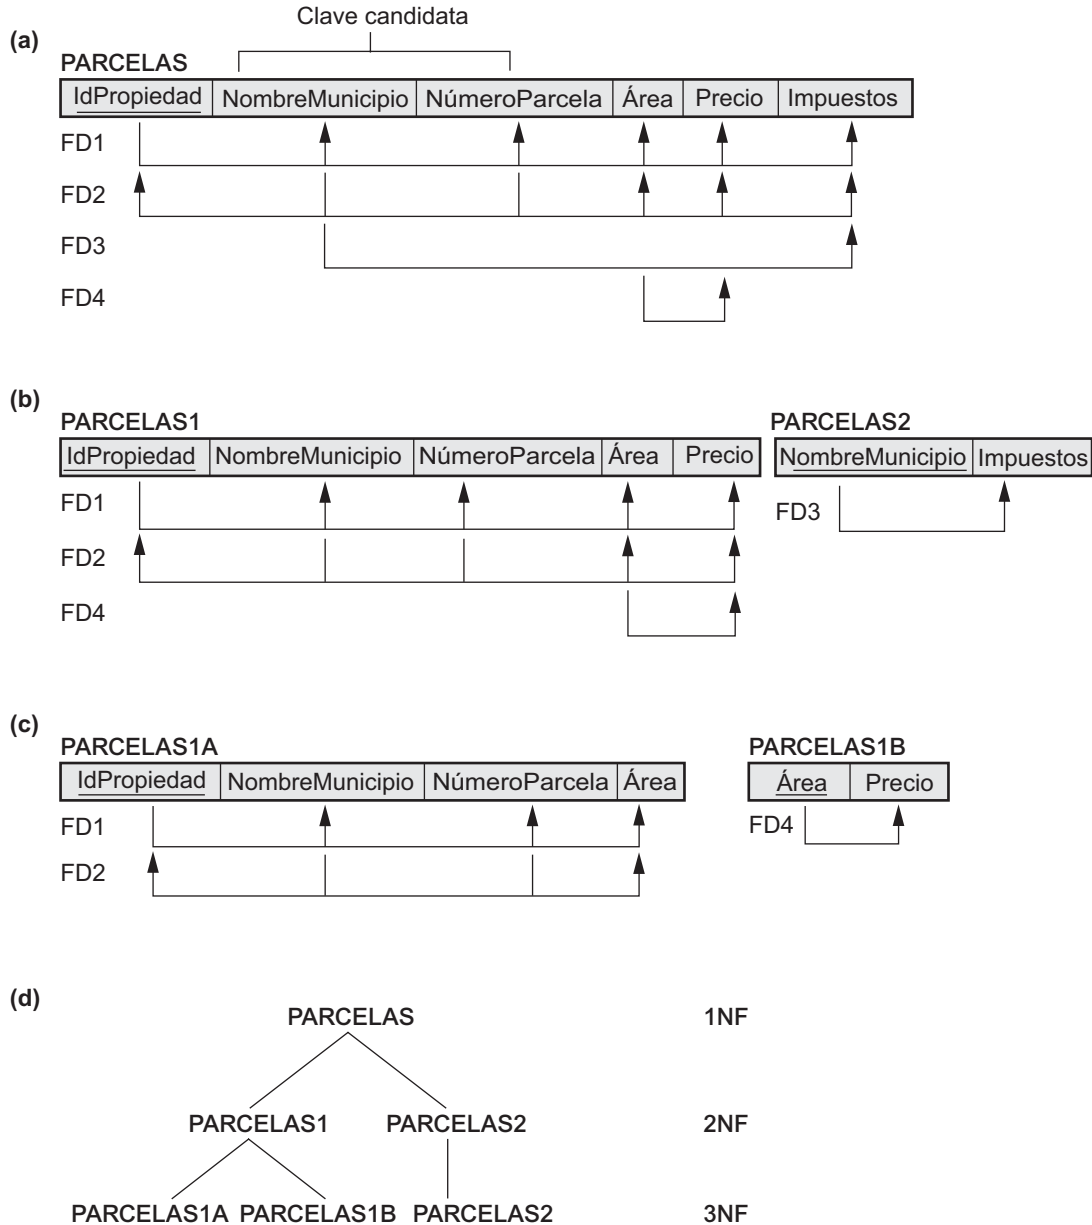 Clave candidata
(a)
PARCELAS
IdPropiedad NombreMunicipio NúmeroParcela Área Precio Impuestos
FD1
FD2
FD3
FD4
(b)
PARCELAS1 PARCELAS2
IdPropiedad NombreMunicipio NúmeroParcela Área Precio NombreMunicipio Impuestos
FD1 FD3
FD2
FD4
(c)
PARCELAS1A PARCELAS1B
IdPropiedad NombreMunicipio NúmeroParcela Área Área Precio
FD1 FD4
FD2
(d)
PARCELAS 1NF
PARCELAS1 PARCELAS2 2NF
PARCELAS1A PARCELAS1B PARCELAS2 3NF